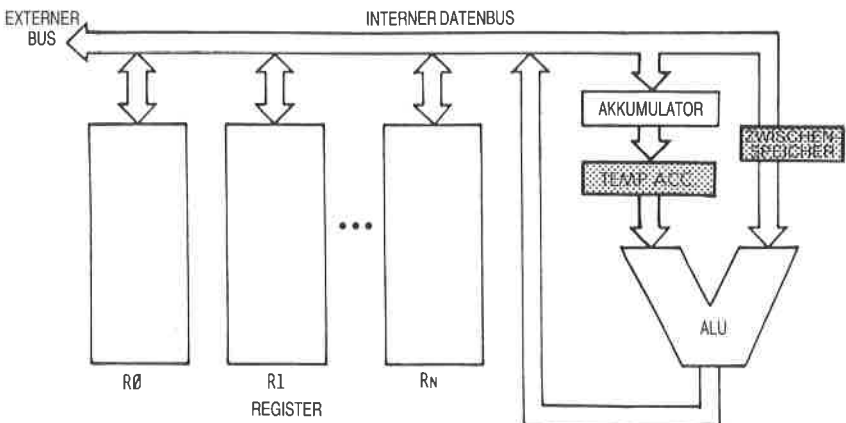 EXTERNER
BUS
INTERNER DATENBUS
AKKUMULATOR
ZWISCHEN
SPEICHER
TEMP. ACC
•••
ALU
RØ
R1
RN
REGISTER